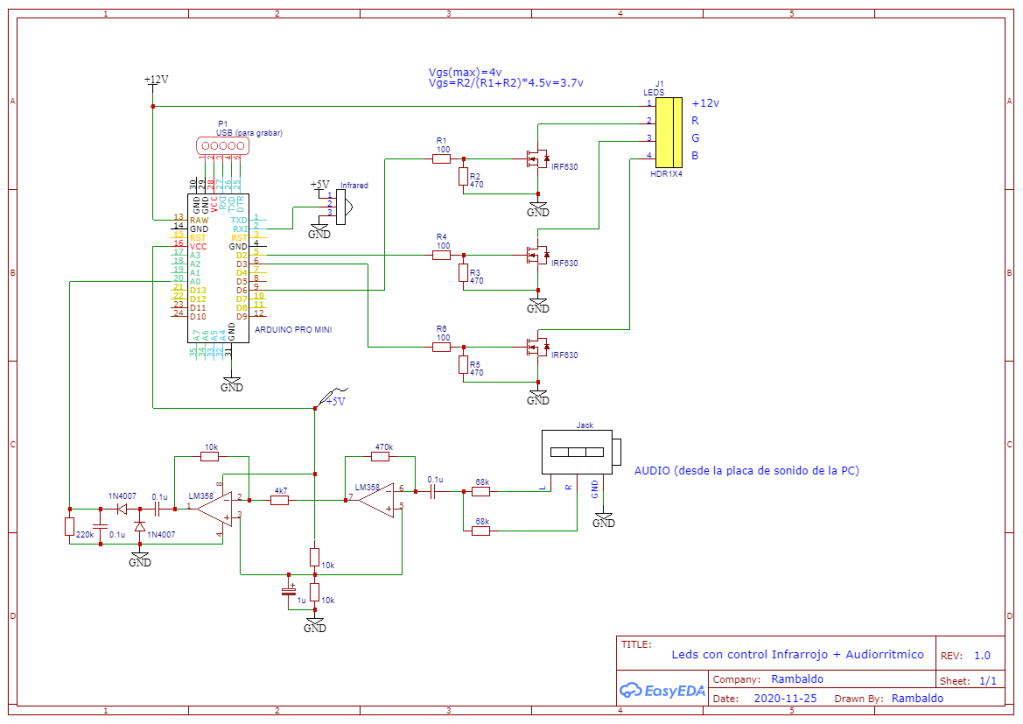 1 2 3 4 5
A
B
C
D
+12V
Vgs(max)=4v
Vgs=R2/(R1+R2)*4.5v=3.7v
J1
LEDS
1 +12v
2 R
3 G
4 B
HDR1X4
P1
USB (para grabar)
1 2 3 4 5
30 29 28 27 26 25
GND GND VCC RXI TXD DTR
13 RAW
14 GND
15 RST
16 VCC
17 A3
18 A2
19 A1
20 A0
21 D13
22 D12
23 D11
24 D10
TXD 1
RXI 2
RST 3
GND 4
D2 5
D3 6
D4 7
D5 8
D6 9
D7 10
D8 11
D9 12
A7 A6 A5 A4 GND
35 34 33 32 31
ARDUINO PRO MINI
GND
+5V
Infrared
1
2
3
GND
R1
100
R2
470
IRF630
GND
R4
100
R3
470
IRF630
GND
R6
100
R5
470
IRF630
GND
+5V
Jack
L R GND
GND
AUDIO (desde la placa de sonido de la PC)
10k
470k
1N4007
0.1u
LM358
8
2
3
1
4
4k7
LM358
6
5
7
0.1u
68k
68k
220k
0.1u
1N4007
GND
10k
1u
10k
GND
TITLE:
Leds con control Infrarrojo + Audiorritmico
REV: 1.0
EasyEDA
Company: Rambaldo
Sheet: 1/1
Date: 2020-11-25 Drawn By: Rambaldo
A
B
C
D
1 2 3 4 5